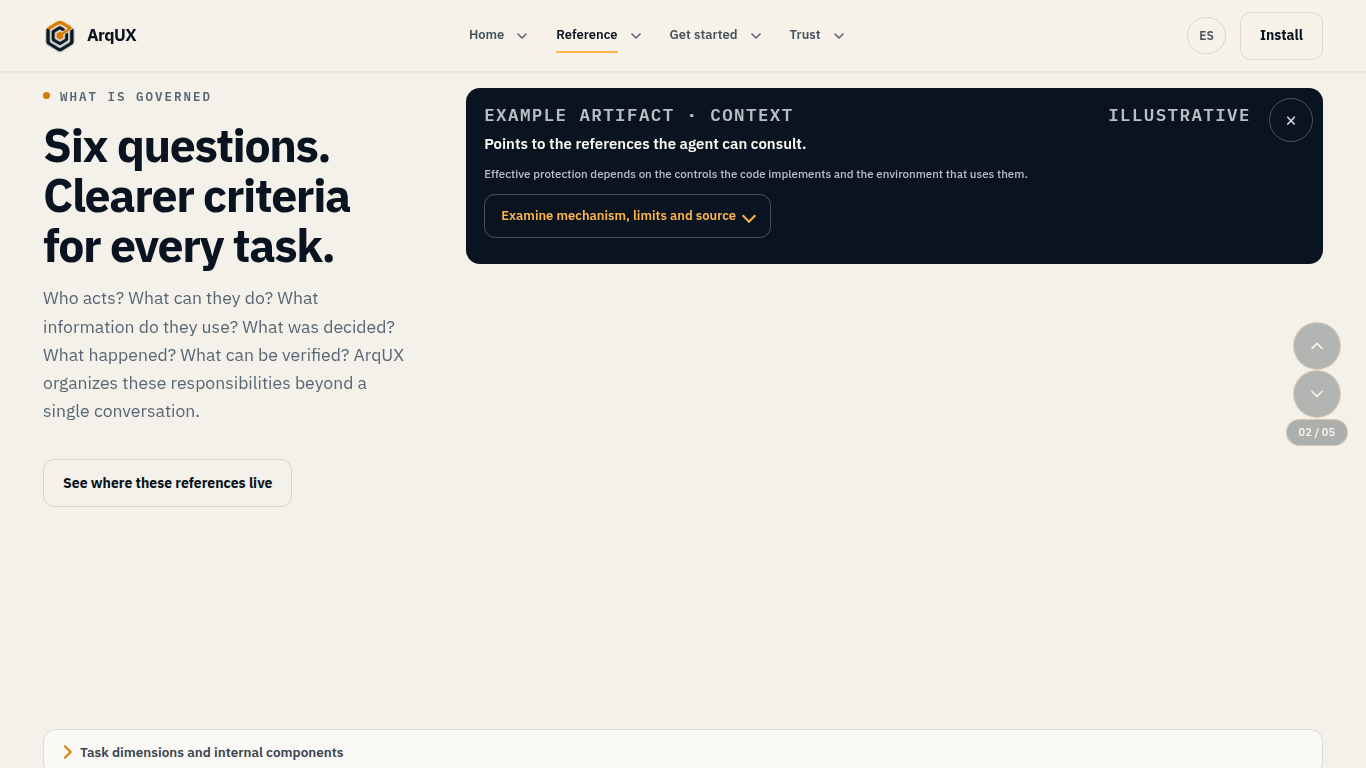 ArqUX
Home
Reference
Get started
Trust
ES
Install
WHAT IS GOVERNED
Six questions.
Clearer criteria
for every task.
Who acts? What can they do? What
information do they use? What was decided?
What happened? What can be verified? ArqUX
organizes these responsibilities beyond a
single conversation.
See where these references live
EXAMPLE ARTIFACT · CONTEXT
ILLUSTRATIVE
×
Points to the references the agent can consult.
Effective protection depends on the controls the code implements and the environment that uses them.
Examine mechanism, limits and source
02 / 05
Task dimensions and internal components